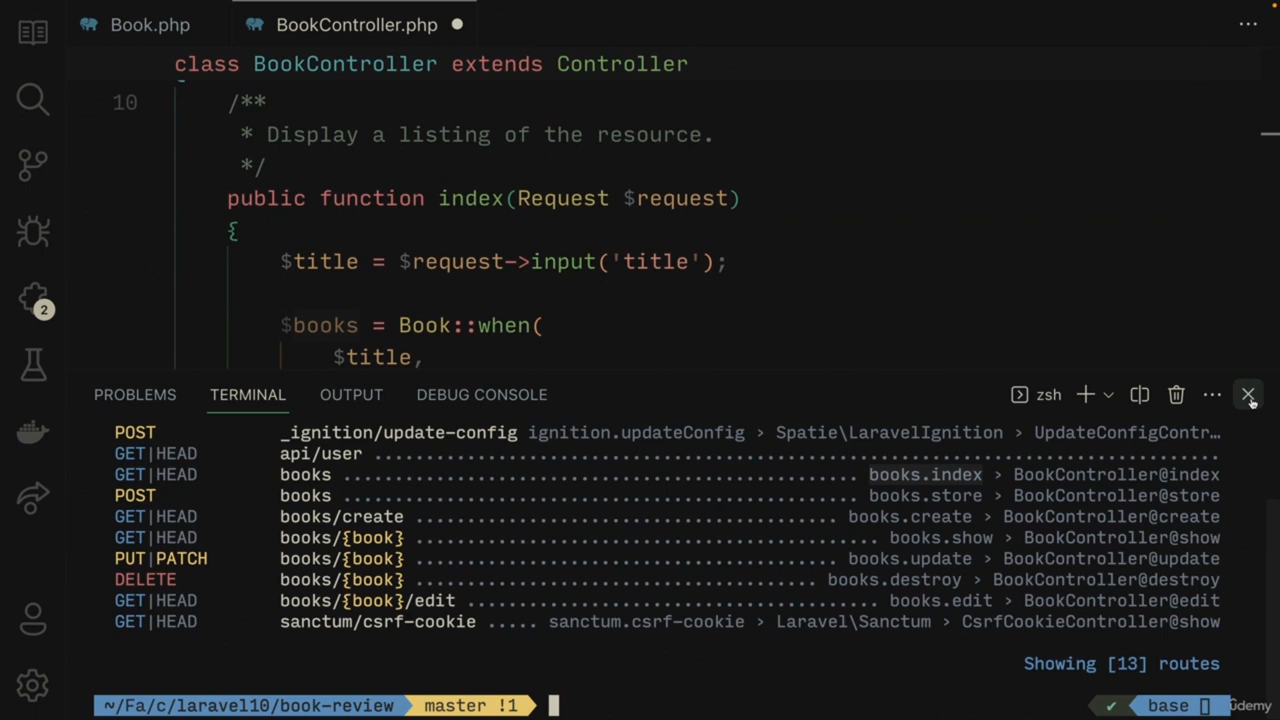 Book.php BookController.php
class BookController extends Controller
{
10 /**
* Display a listing of the resource.
*/
public function index(Request $request)
{
$title = $request->input('title');
$books = Book::when(
$title,
2
PROBLEMS TERMINAL OUTPUT DEBUG CONSOLE zsh
POST _ignition/update-config ignition.updateConfig › Spatie\LaravelIgnition › UpdateConfigContr…
GET|HEAD api/user .................................................................................
GET|HEAD books ................................................. books.index › BookController@index
POST books ................................................. books.store › BookController@store
GET|HEAD books/create ........................................ books.create › BookController@create
GET|HEAD books/{book} ............................................ books.show › BookController@show
PUT|PATCH books/{book} ........................................ books.update › BookController@update
DELETE books/{book} ...................................... books.destroy › BookController@destroy
GET|HEAD books/{book}/edit ....................................... books.edit › BookController@edit
GET|HEAD sanctum/csrf-cookie ..... sanctum.csrf-cookie › Laravel\Sanctum › CsrfCookieController@show
Showing [13] routes
~/Fa/c/laravel10/book-review master !1 ✔ base [] ûdemy